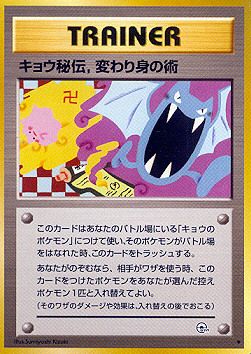 TRAINER
キョウ秘伝，変わり身の術
卍
このカードはあなたのバトル場にいる「キョウの
ポケモン」につけて使い、そのポケモンがバトル場
をはなれた時、このカードをトラッシュする。
あなたがのぞむなら、相手がワザを使う時、この
カードをつけたポケモンをあなたが選んだ控え
ポケモン1匹と入れ替えてよい。
（そのワザのダメージや効果は、入れ替えの後でおこる）
Illus. Sumiyoshi Kizuki